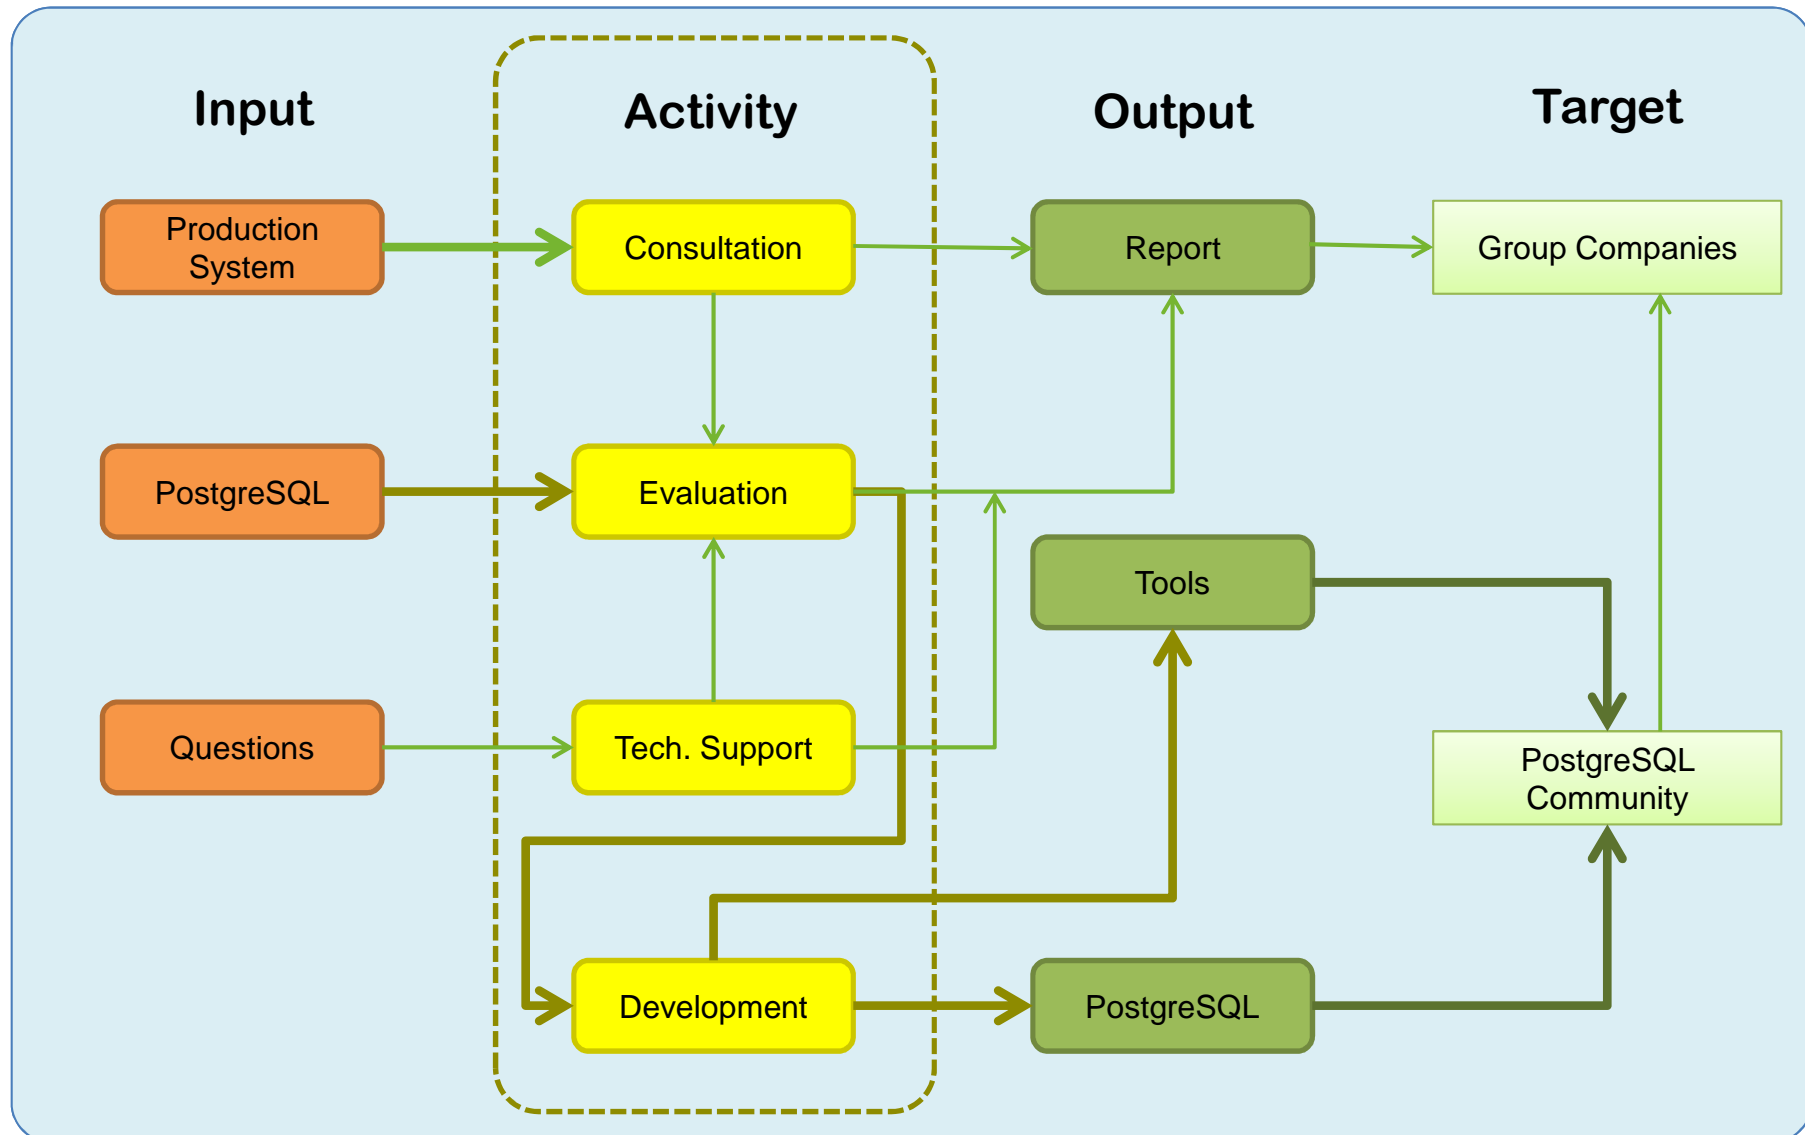 Input
Activity
Output
Target
Production
System
Consultation
Report
Group Companies
PostgreSQL
Evaluation
Tools
Questions
Tech. Support
PostgreSQL
Community
Development
PostgreSQL